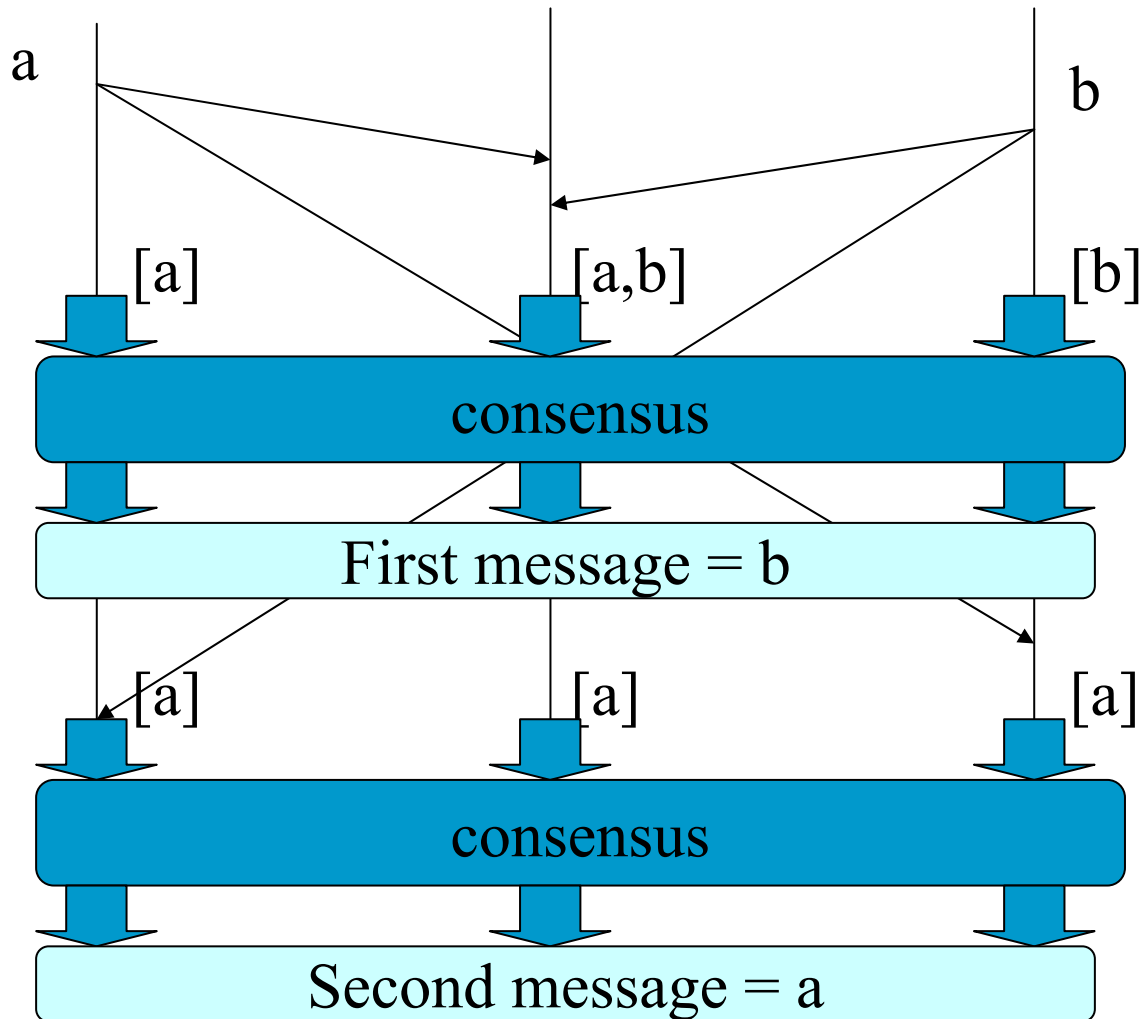 a
b
[a]
[a,b]
[b]
consensus
First message = b
[a]
[a]
[a]
consensus
Second message = a